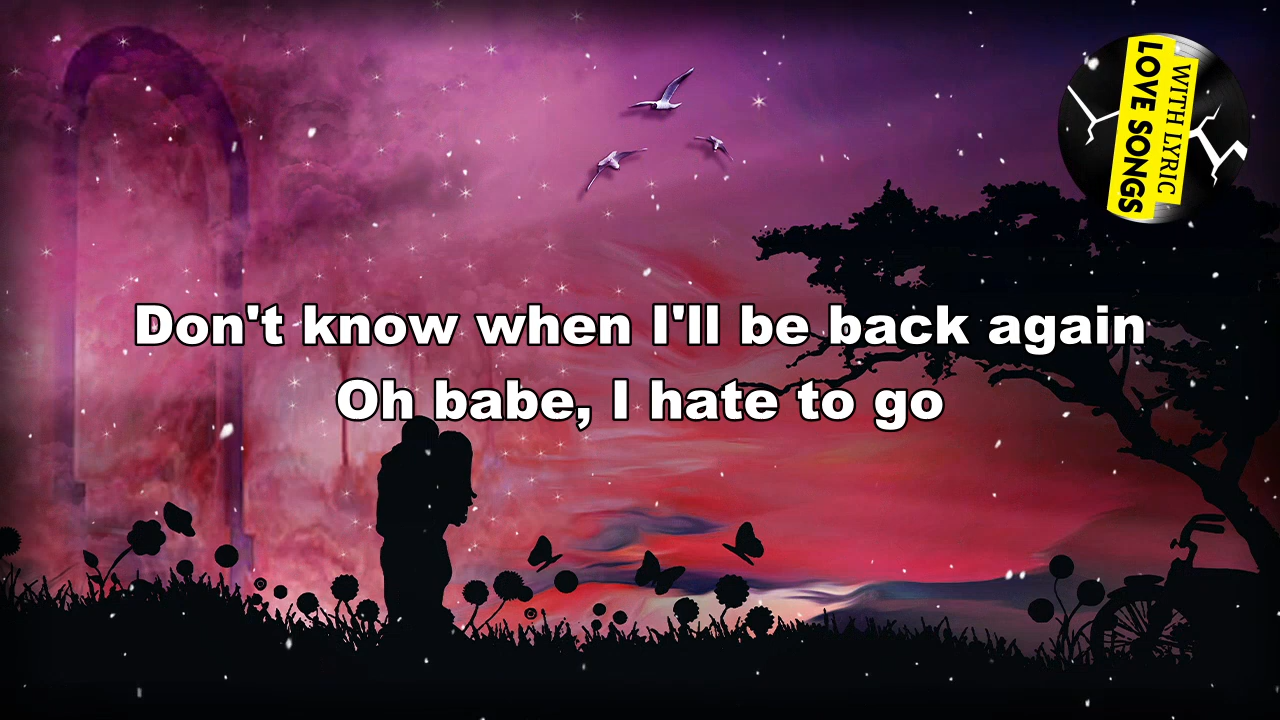 WITH LYRIC
LOVE SONGS
Don't know when I'll be back again
Oh babe, I hate to go